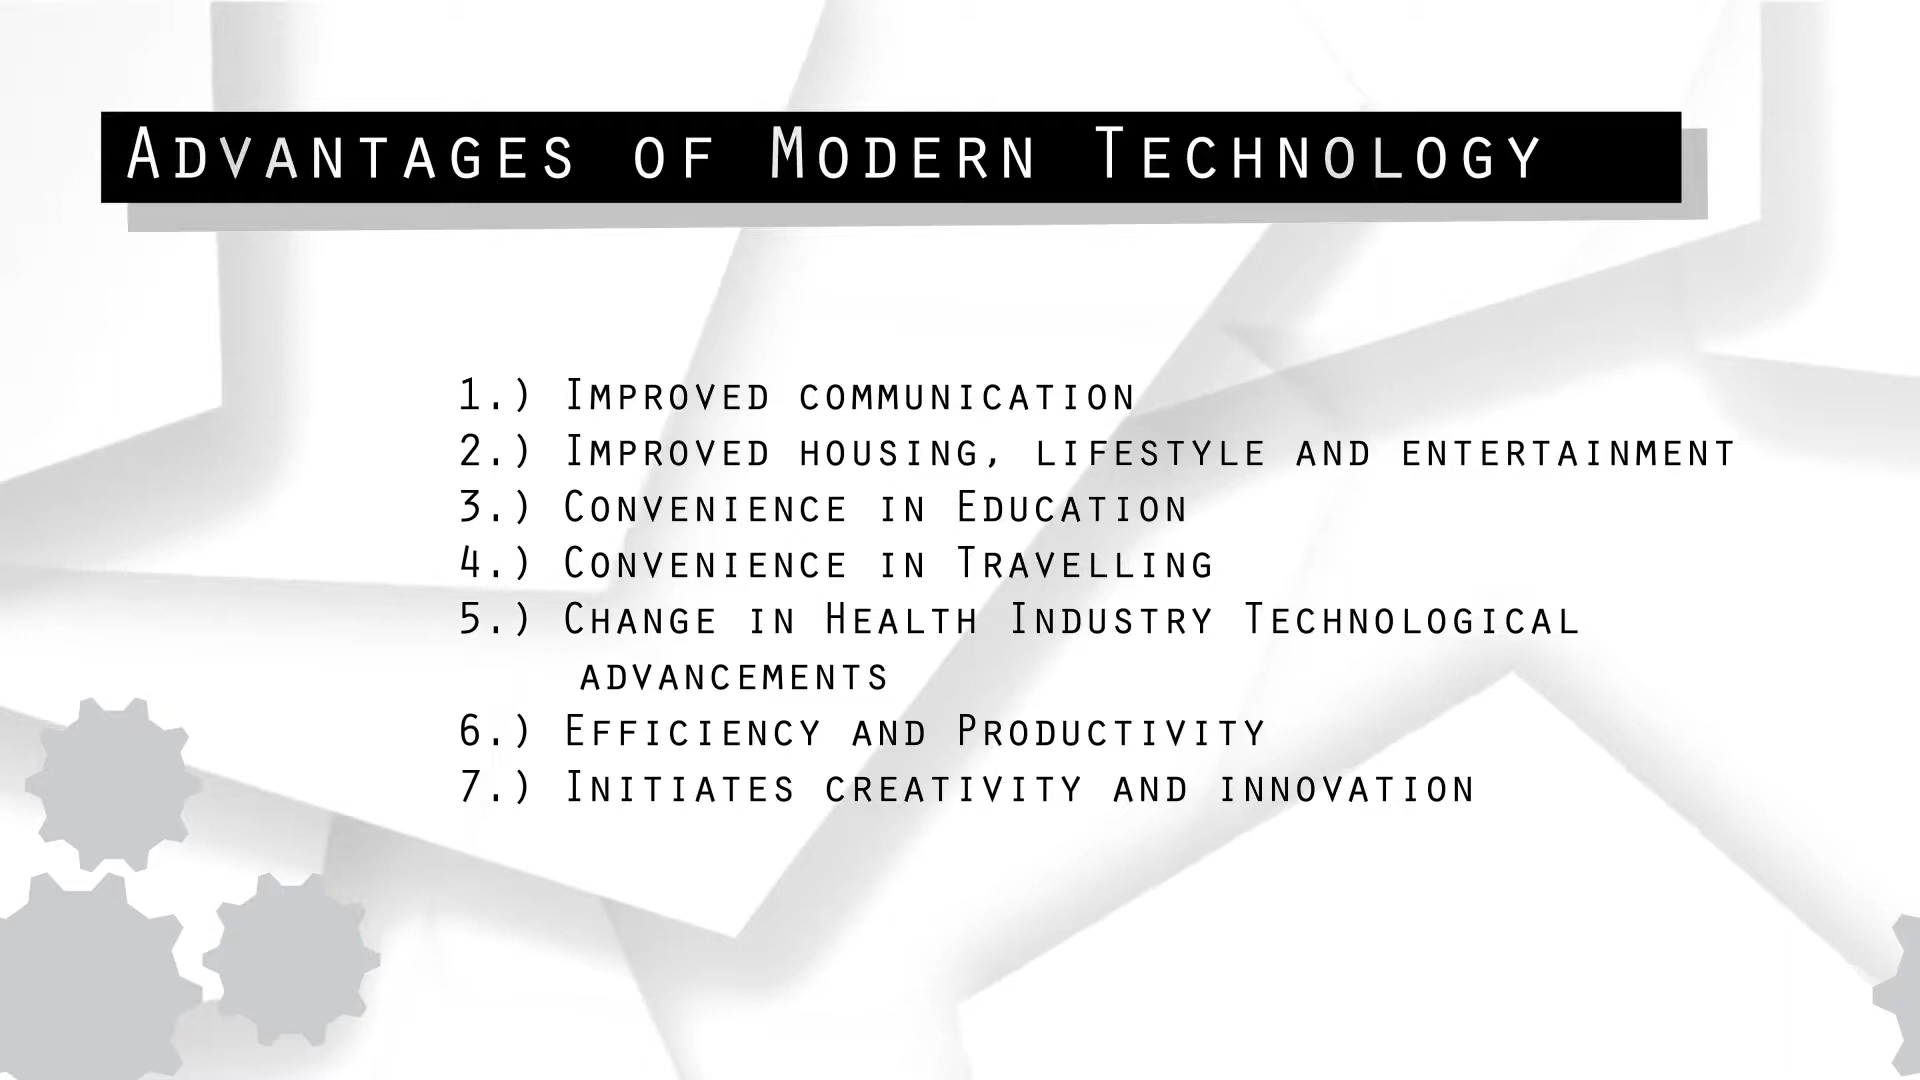 Advantages of Modern Technology
1.) Improved communication
2.) Improved housing, lifestyle and entertainment
3.) Convenience in Education
4.) Convenience in Travelling
5.) Change in Health Industry Technological
advancements
6.) Efficiency and Productivity
7.) Initiates creativity and innovation